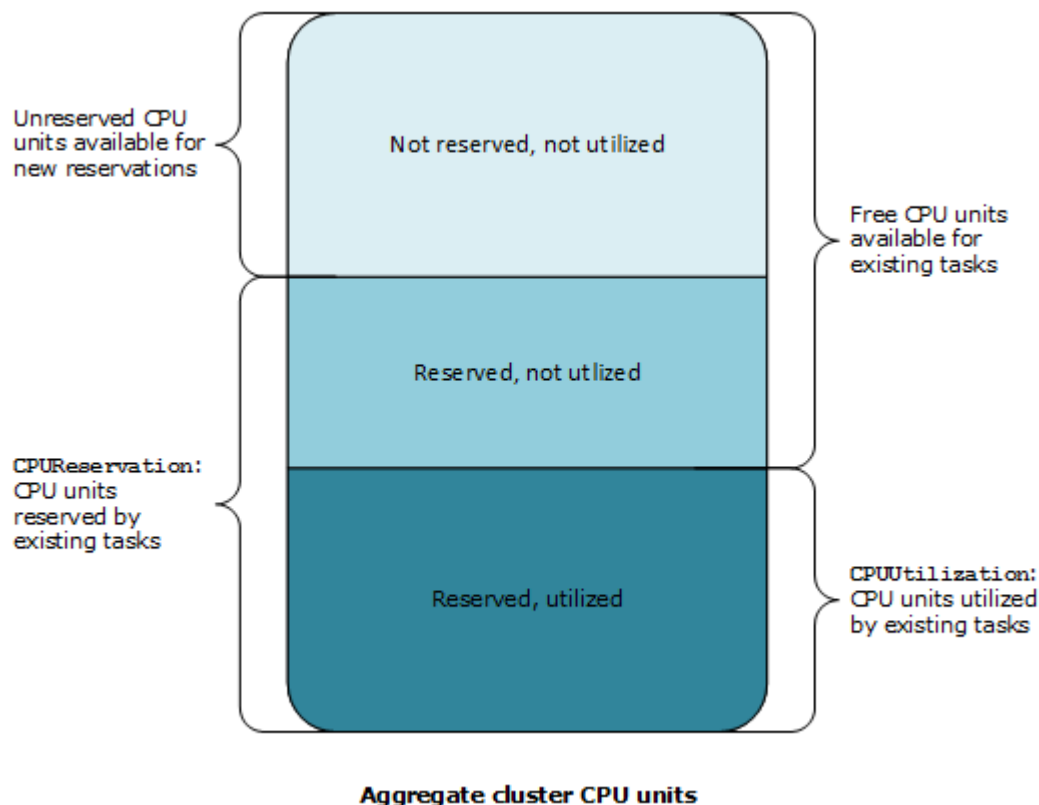 Unreserved CPU
units available for
new reservations
Not reserved, not utilized
Free CPU units
available for
existing tasks
Reserved, not utlized
CPUReservation:
CPU units
reserved by
existing tasks
Reserved, utilized
CPUUtilization:
CPU units utilized
by existing tasks
Aggregate cluster CPU units